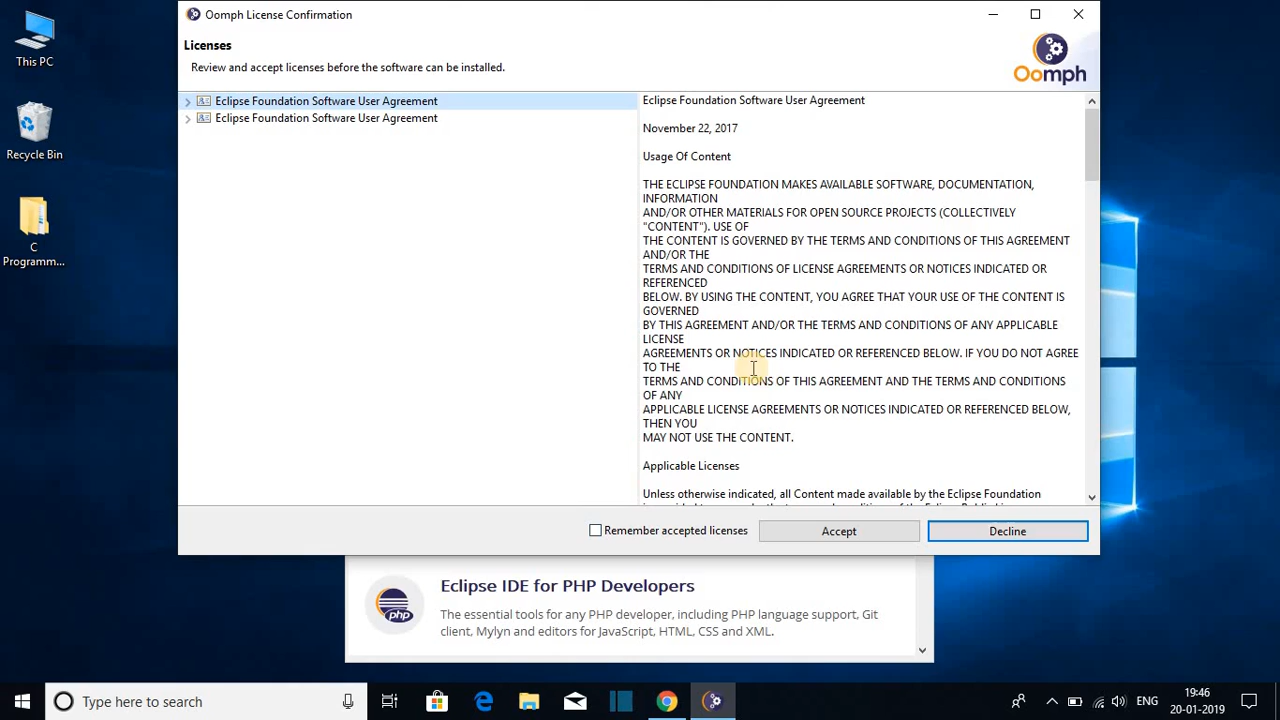 This PC
Recycle Bin
C
Programm...
Oomph License Confirmation
Licenses
Review and accept licenses before the software can be installed.
Oomph
Eclipse Foundation Software User Agreement
Eclipse Foundation Software User Agreement
Eclipse Foundation Software User Agreement
November 22, 2017
Usage Of Content
THE ECLIPSE FOUNDATION MAKES AVAILABLE SOFTWARE, DOCUMENTATION,
INFORMATION
AND/OR OTHER MATERIALS FOR OPEN SOURCE PROJECTS (COLLECTIVELY
"CONTENT"). USE OF
THE CONTENT IS GOVERNED BY THE TERMS AND CONDITIONS OF THIS AGREEMENT
AND/OR THE
TERMS AND CONDITIONS OF LICENSE AGREEMENTS OR NOTICES INDICATED OR
REFERENCED
BELOW. BY USING THE CONTENT, YOU AGREE THAT YOUR USE OF THE CONTENT IS
GOVERNED
BY THIS AGREEMENT AND/OR THE TERMS AND CONDITIONS OF ANY APPLICABLE
LICENSE
AGREEMENTS OR NOTICES INDICATED OR REFERENCED BELOW. IF YOU DO NOT AGREE
TO THE
TERMS AND CONDITIONS OF THIS AGREEMENT AND THE TERMS AND CONDITIONS
OF ANY
APPLICABLE LICENSE AGREEMENTS OR NOTICES INDICATED OR REFERENCED BELOW,
THEN YOU
MAY NOT USE THE CONTENT.
Applicable Licenses
Unless otherwise indicated, all Content made available by the Eclipse Foundation
Remember accepted licenses
Accept
Decline
php
Eclipse IDE for PHP Developers
The essential tools for any PHP developer, including PHP language support, Git
client, Mylyn and editors for JavaScript, HTML, CSS and XML.
Type here to search
ENG
19:46
20-01-2019